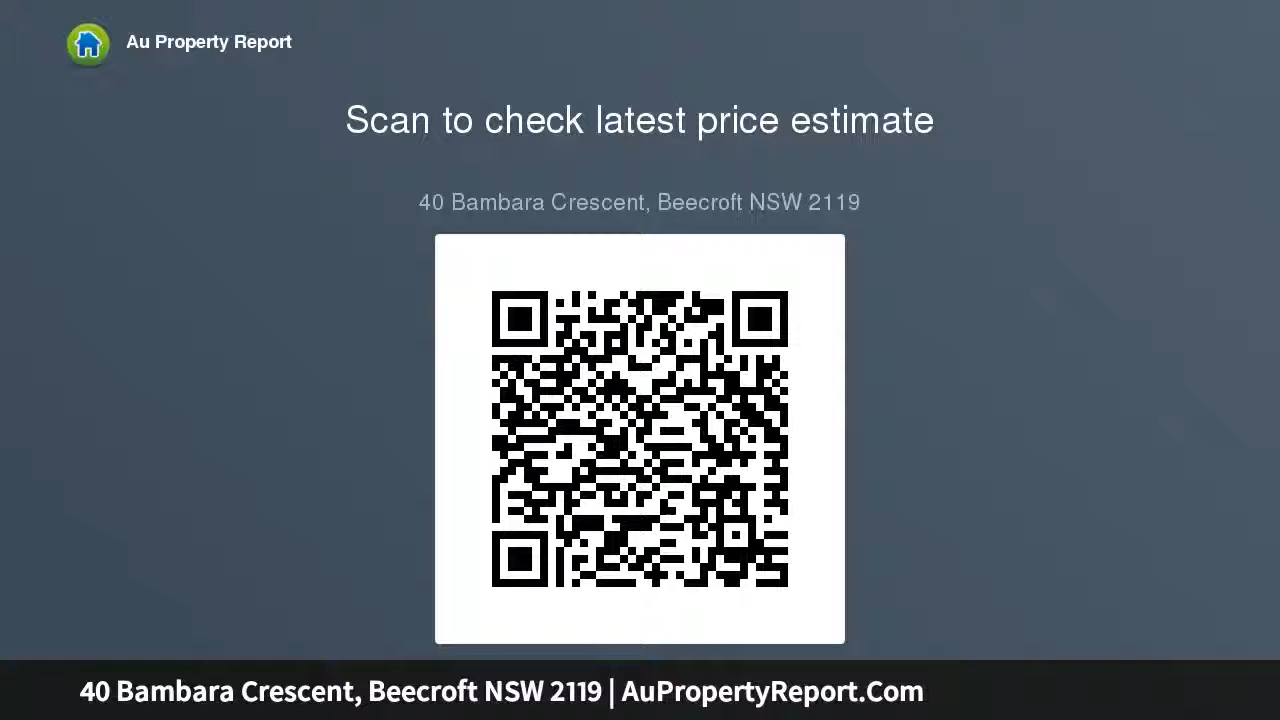 Au Property Report
Scan to check latest price estimate
40 Bambara Crescent, Beecroft NSW 2119
40 Bambara Crescent, Beecroft NSW 2119 | AuPropertyReport.Com